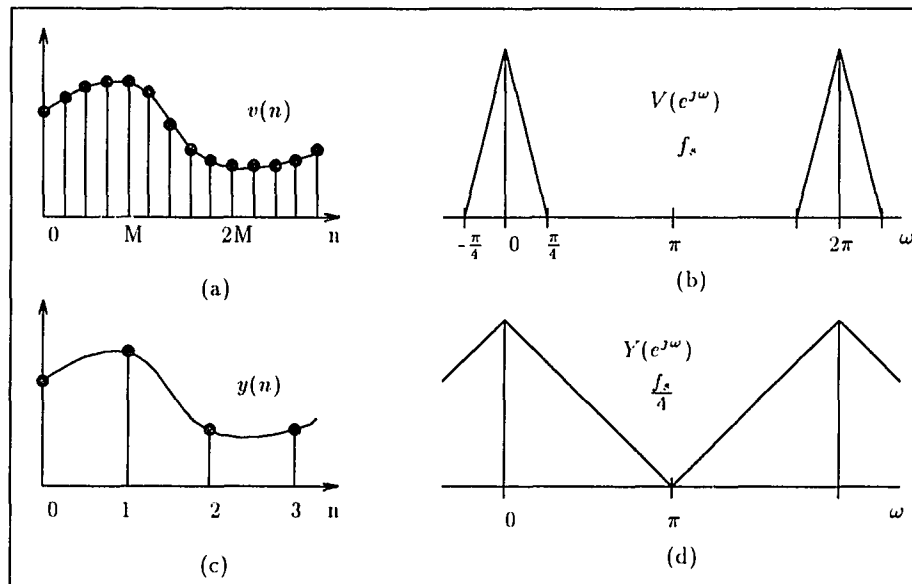 v(n)
0 M 2M n
(a)
V(e^{jω})
f_s
-π/4 0 π/4 π 2π ω
(b)
y(n)
0 1 2 3 n
(c)
Y(e^{jω})
f_s/4
0 π ω
(d)